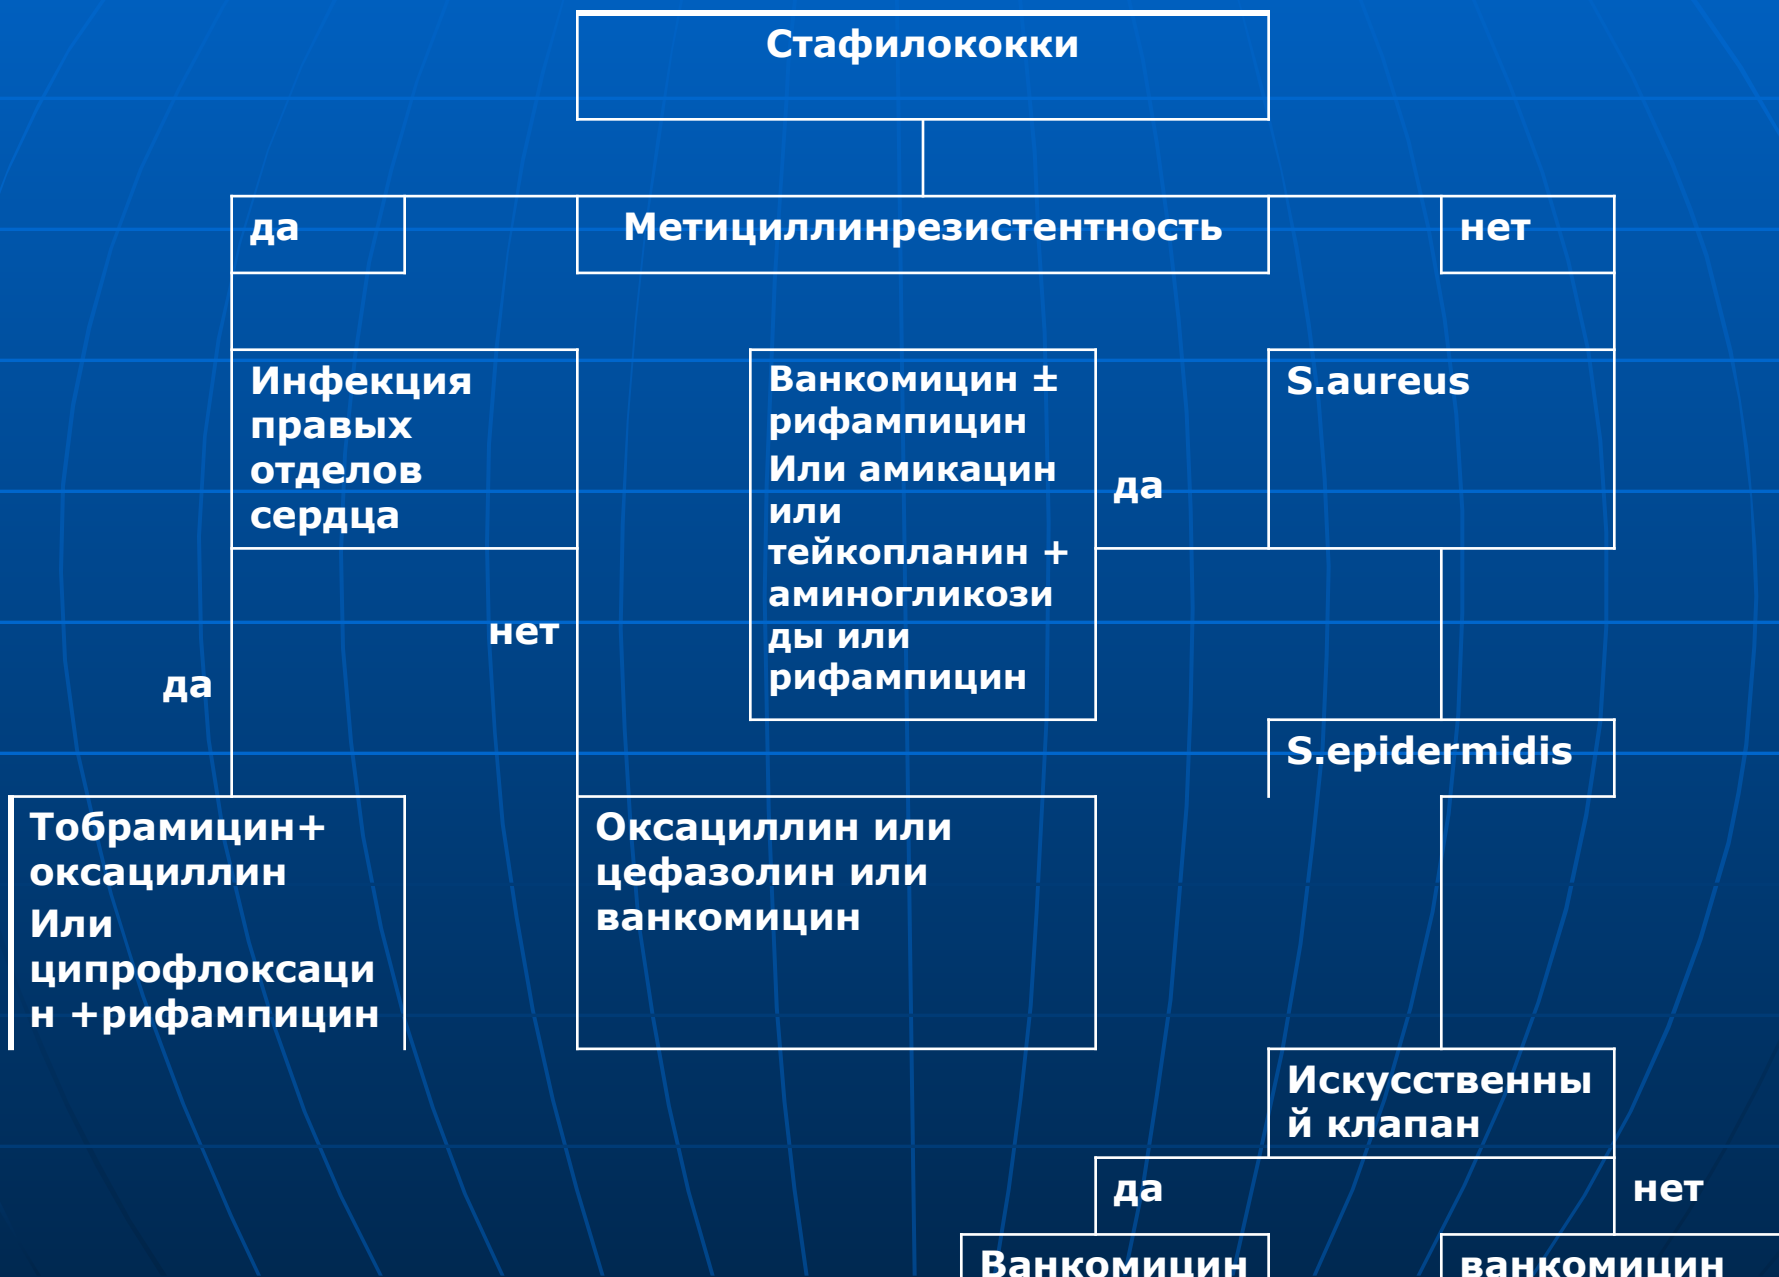 Стафилококки
да
Метициллинрезистентность
нет
Инфекция
правых
отделов
сердца
Ванкомицин ±
рифампицин
Или амикацин
или
тейкопланин +
аминогликози
ды или
рифампицин
да
S.aureus
нет
да
S.epidermidis
Тобрамицин+
оксациллин
Или
ципрофлоксаци
н +рифампицин
Оксациллин или
цефазолин или
ванкомицин
Искусственны
й клапан
да
нет
Ванкомицин
ванкомицин